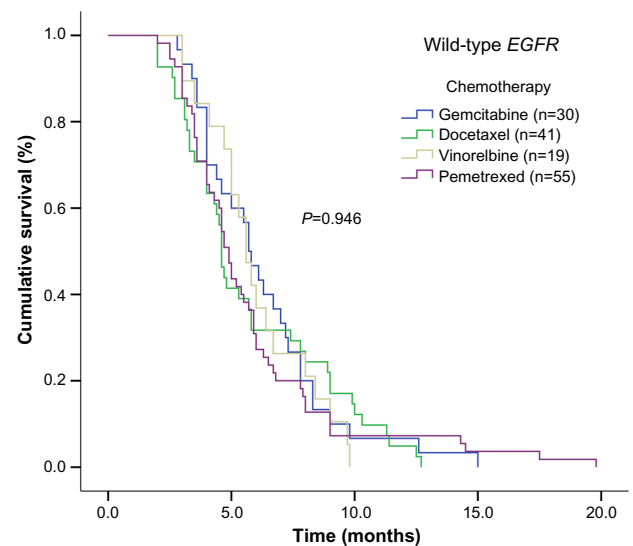 Wild-type EGFR
Chemotherapy
Gemcitabine (n=30)
Docetaxel (n=41)
Vinorelbine (n=19)
Pemetrexed (n=55)
P=0.946
Cumulative survival (%)
1.0
0.8
0.6
0.4
0.2
0.0
0.0 5.0 10.0 15.0 20.0
Time (months)